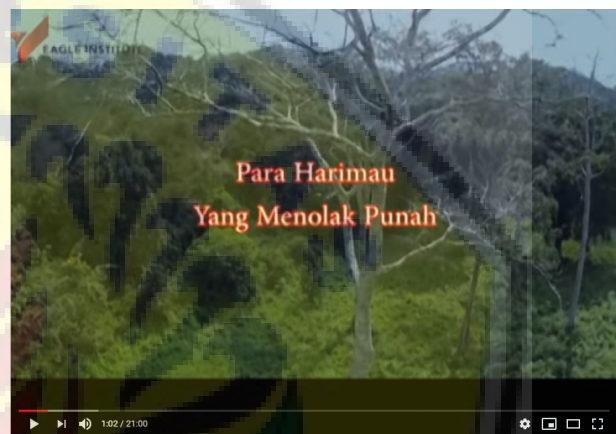 EAGLE INSTITUTE
Para Harimau
Yang Menolak Punah
1:02 / 21:00